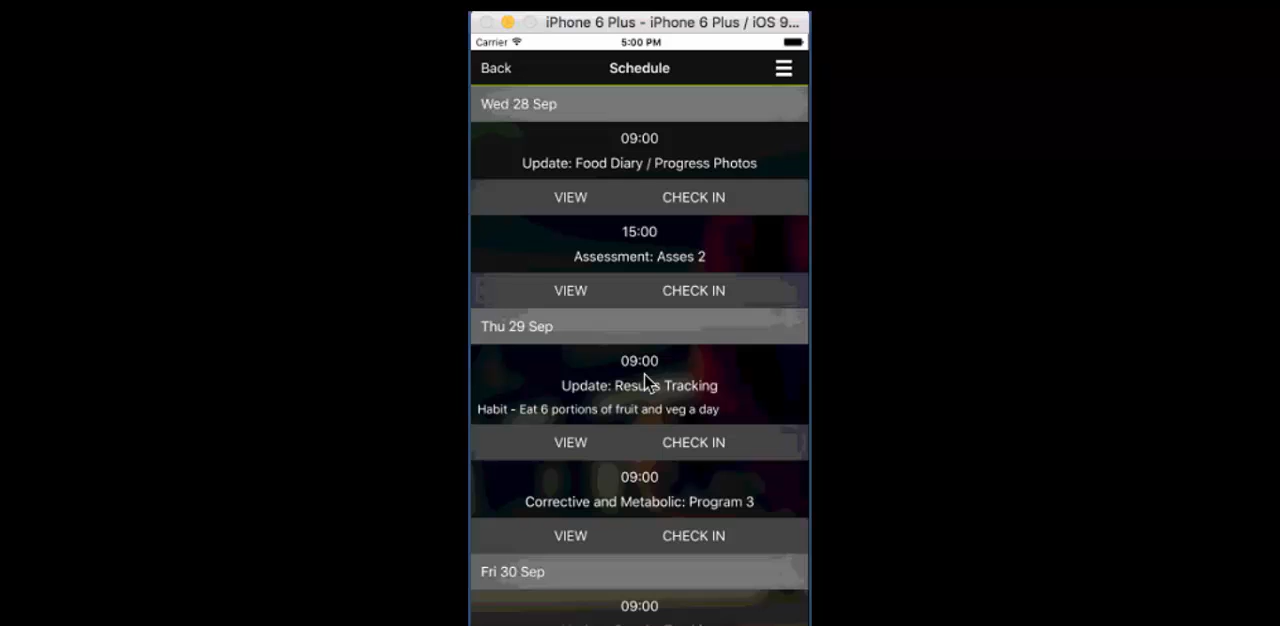 iPhone 6 Plus - iPhone 6 Plus / iOS 9...
Carrier 5:00 PM
Back Schedule
Wed 28 Sep
09:00
Update: Food Diary / Progress Photos
VIEW CHECK IN
15:00
Assessment: Asses 2
VIEW CHECK IN
Thu 29 Sep
09:00
Update: Results Tracking
Habit - Eat 6 portions of fruit and veg a day
VIEW CHECK IN
09:00
Corrective and Metabolic: Program 3
VIEW CHECK IN
Fri 30 Sep
09:00